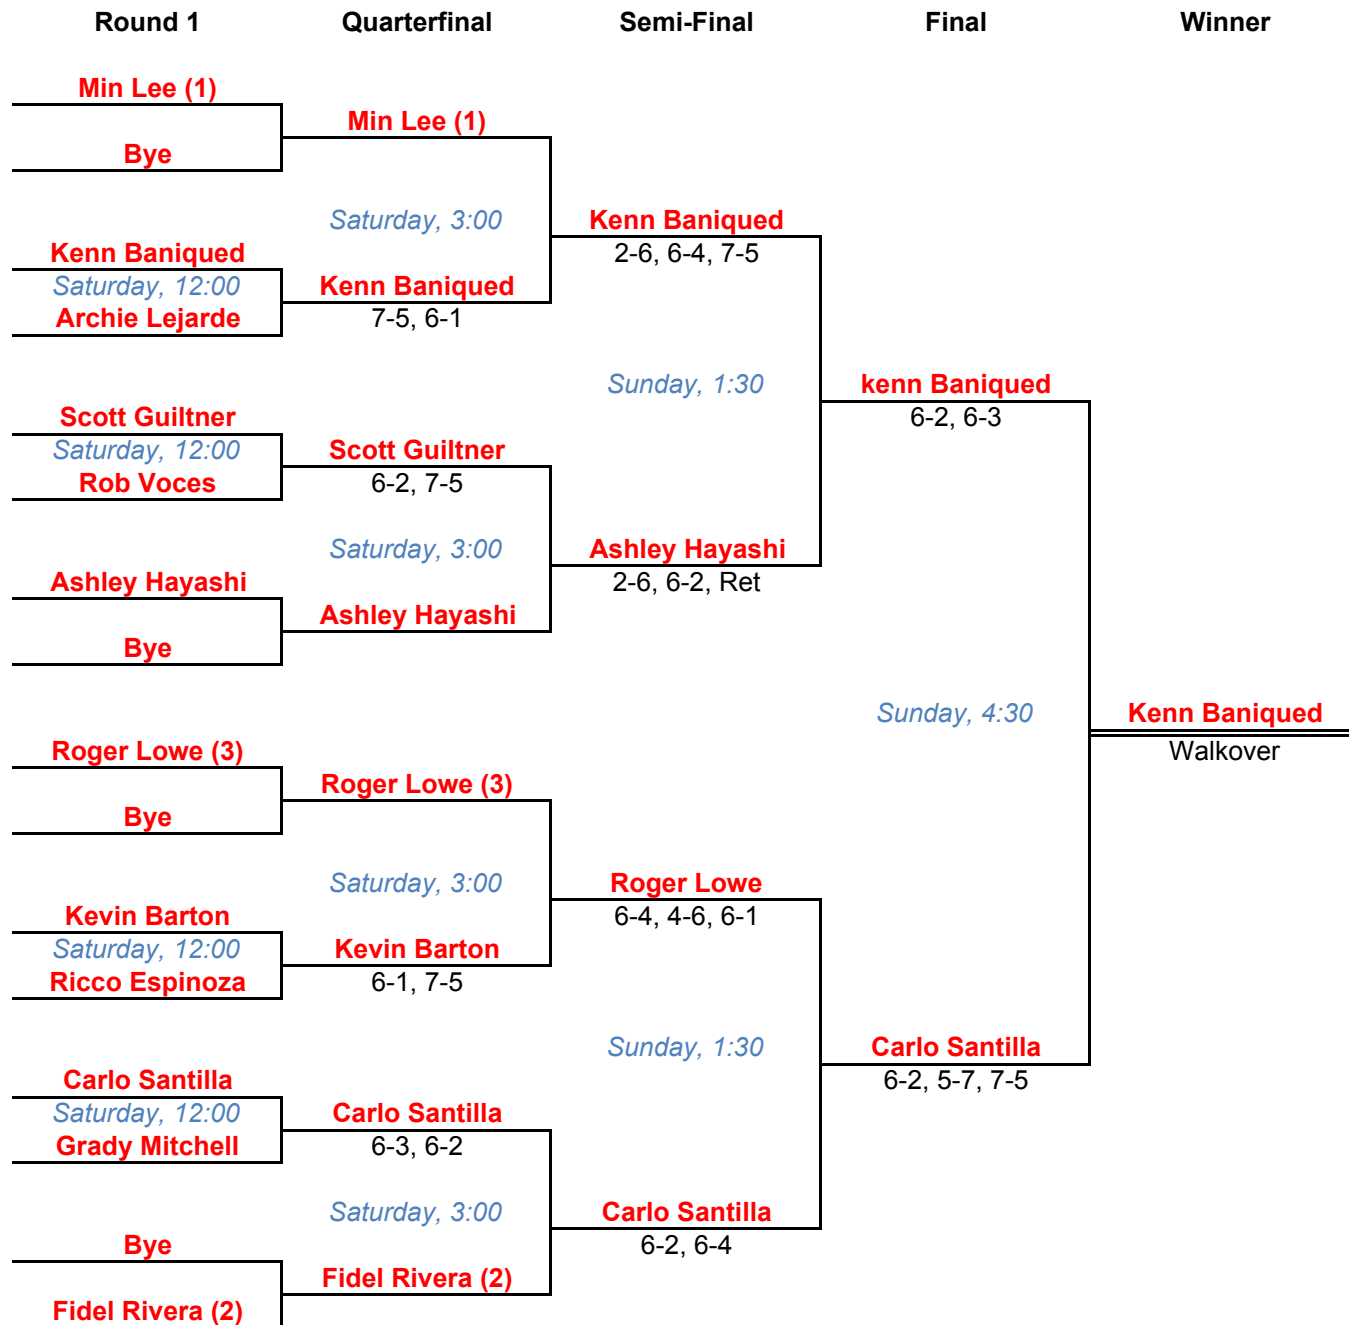 Round 1 Quarterfinal Semi-Final Final Winner
Min Lee (1)
Min Lee (1)
Bye
Saturday, 3:00
Kenn Baniqued
Kenn Baniqued
2-6, 6-4, 7-5
Saturday, 12:00
Kenn Baniqued
Archie Lejarde
7-5, 6-1
Sunday, 1:30
kenn Baniqued
Scott Guiltner
6-2, 6-3
Saturday, 12:00
Scott Guiltner
Rob Voces
6-2, 7-5
Saturday, 3:00
Ashley Hayashi
Ashley Hayashi
2-6, 6-2, Ret
Ashley Hayashi
Bye
Sunday, 4:30
Kenn Baniqued
Roger Lowe (3)
Walkover
Roger Lowe (3)
Bye
Saturday, 3:00
Roger Lowe
Kevin Barton
6-4, 4-6, 6-1
Saturday, 12:00
Kevin Barton
Ricco Espinoza
6-1, 7-5
Sunday, 1:30
Carlo Santilla
Carlo Santilla
6-2, 5-7, 7-5
Saturday, 12:00
Carlo Santilla
Grady Mitchell
6-3, 6-2
Saturday, 3:00
Carlo Santilla
Bye
6-2, 6-4
Fidel Rivera (2)
Fidel Rivera (2)